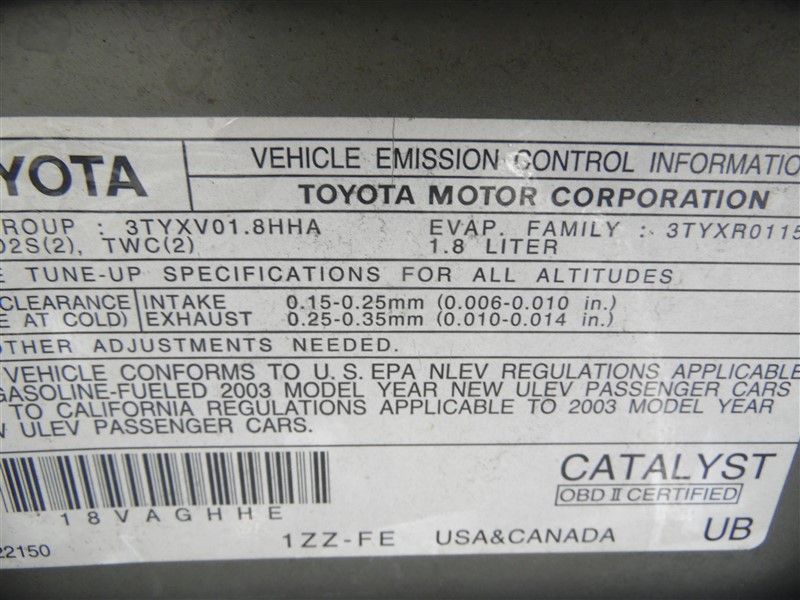 YOTA
VEHICLE EMISSION CONTROL INFORMATIO
TOYOTA MOTOR CORPORATION
GROUP : 3TYXV01.8HHA EVAP. FAMILY : 3TYXR0115
O2S(2), TWC(2) 1.8 LITER
E TUNE-UP SPECIFICATIONS FOR ALL ALTITUDES
CLEARANCE INTAKE 0.15-0.25mm (0.006-0.010 in.)
E AT COLD) EXHAUST 0.25-0.35mm (0.010-0.014 in.)
OTHER ADJUSTMENTS NEEDED.
VEHICLE CONFORMS TO U.S. EPA NLEV REGULATIONS APPLICABLE
GASOLINE-FUELED 2003 MODEL YEAR NEW ULEV PASSENGER CARS
TO CALIFORNIA REGULATIONS APPLICABLE TO 2003 MODEL YEAR
W ULEV PASSENGER CARS.
CATALYST
OBD II CERTIFIED
18VAGHHE
22150 1ZZ-FE USA&CANADA UB